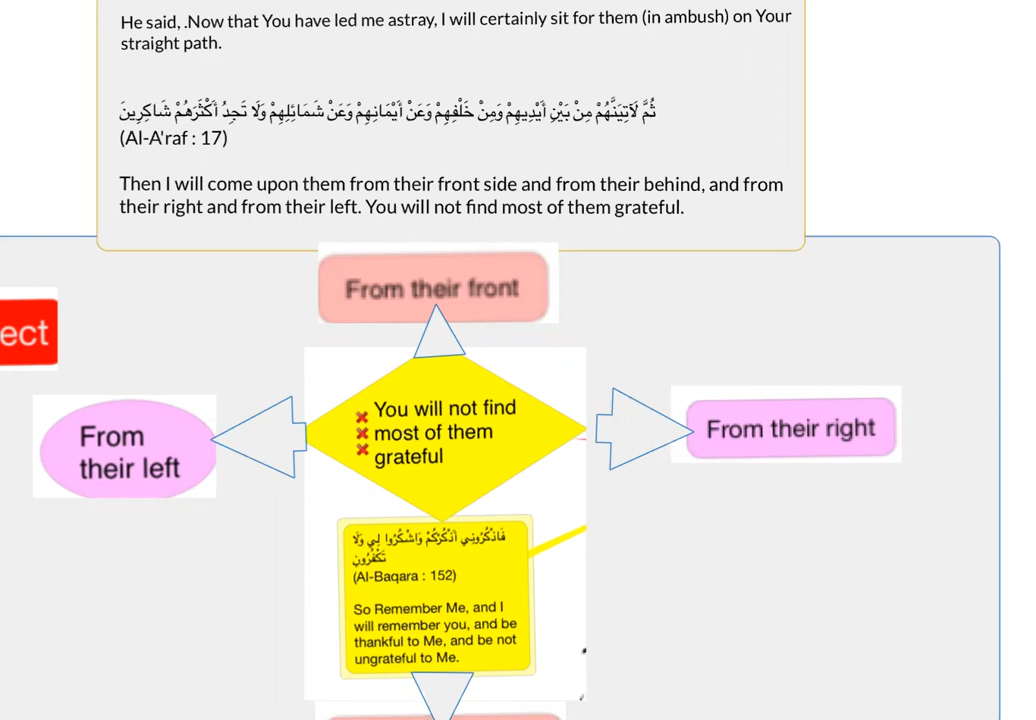 He said, .Now that You have led me astray, I will certainly sit for them (in ambush) on Your
straight path.
ثُمَّ لَآتِيَنَّهُمْ مِنْ بَيْنِ أَيْدِيهِمْ وَمِنْ خَلْفِهِمْ وَعَنْ أَيْمَانِهِمْ وَعَنْ شَمَائِلِهِمْ وَلَا تَجِدُ أَكْثَرَهُمْ شَاكِرِينَ
(Al-A'raf : 17)
Then I will come upon them from their front side and from their behind, and from
their right and from their left. You will not find most of them grateful.
From their front
ect
From
their left
You will not find
most of them
grateful
From their right
فَاذْكُرُونِي أَذْكُرْكُمْ وَاشْكُرُوا لِي وَلَا
تَكْفُرُونِ
(Al-Baqara : 152)
So Remember Me, and I
will remember you, and be
thankful to Me, and be not
ungrateful to Me.